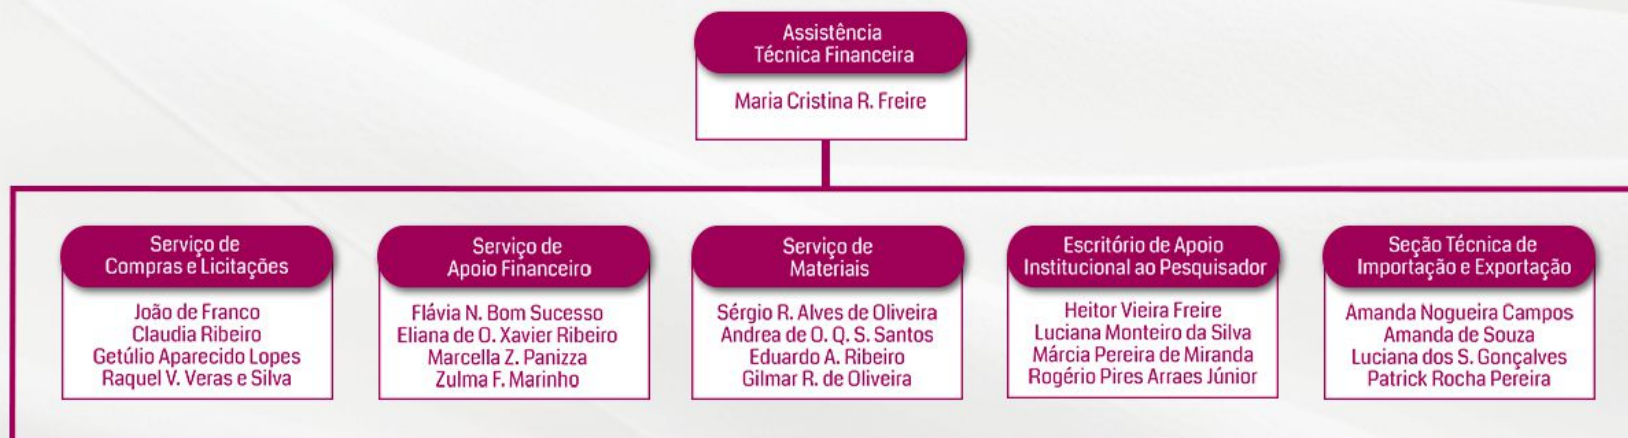 Assistência
Técnica Financeira
Maria Cristina R. Freire
Serviço de
Compras e Licitações
João de Franco
Claudia Ribeiro
Getúlio Aparecido Lopes
Raquel V. Veras e Silva
Serviço de
Apoio Financeiro
Flávia N. Bom Sucesso
Eliana de O. Xavier Ribeiro
Marcella Z. Panizza
Zulma F. Marinho
Serviço de
Materiais
Sérgio R. Alves de Oliveira
Andrea de O. Q. S. Santos
Eduardo A. Ribeiro
Gilmar R. de Oliveira
Escritório de Apoio
Institucional ao Pesquisador
Heitor Vieira Freire
Luciana Monteiro da Silva
Márcia Pereira de Miranda
Rogério Pires Arraes Júnior
Seção Técnica de
Importação e Exportação
Amanda Nogueira Campos
Amanda de Souza
Luciana dos S. Gonçalves
Patrick Rocha Pereira